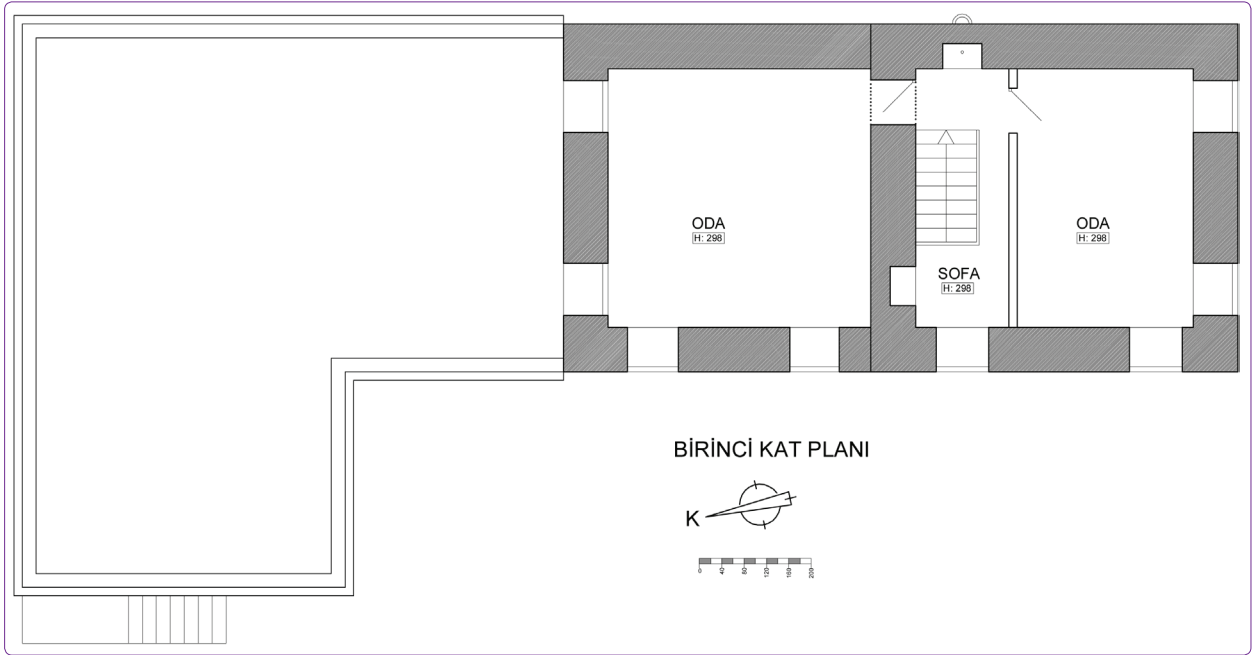 ODA
H: 298
ODA
H: 298
SOFA
H: 298
BİRİNCİ KAT PLANI
K
0 40 80 120 160 200